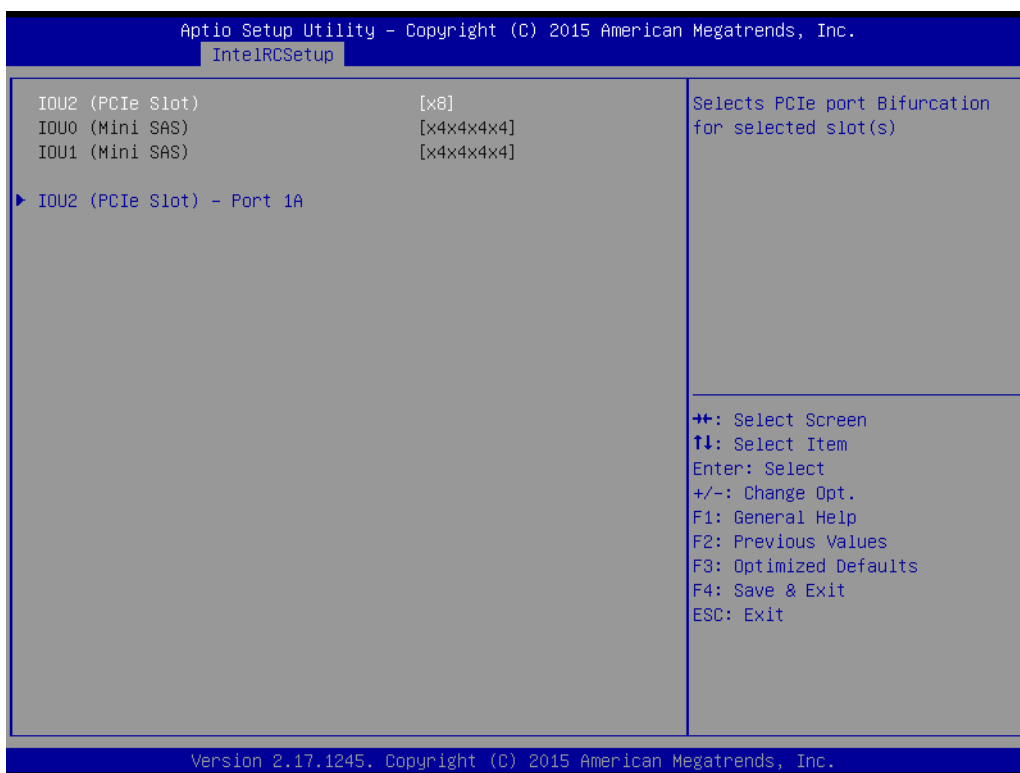 Aptio Setup Utility – Copyright (C) 2015 American Megatrends, Inc.
IntelRCSetup
IOU2 (PCIe Slot) [x8]
IOU0 (Mini SAS) [x4x4x4x4]
IOU1 (Mini SAS) [x4x4x4x4]
▶ IOU2 (PCIe Slot) – Port 1A
Selects PCIe port Bifurcation
for selected slot(s)
→←: Select Screen
↑↓: Select Item
Enter: Select
+/-: Change Opt.
F1: General Help
F2: Previous Values
F3: Optimized Defaults
F4: Save & Exit
ESC: Exit
Version 2.17.1245. Copyright (C) 2015 American Megatrends, Inc.